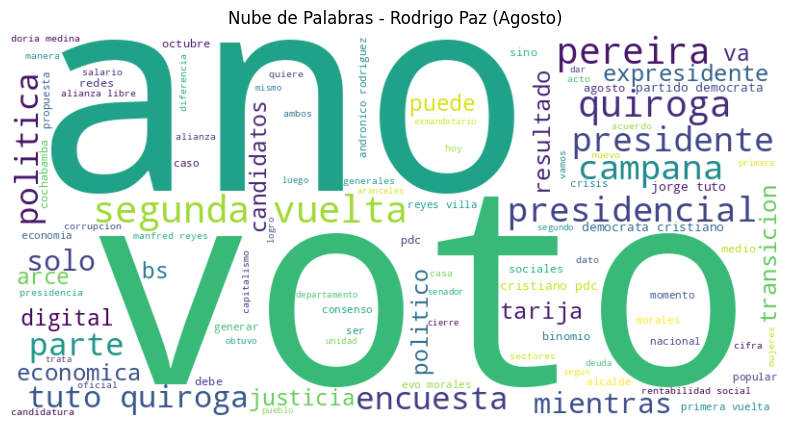 Nube de Palabras - Rodrigo Paz (Agosto)
doria medina
manera
octubre
ano
sino
pereira
va
salario
redes
alianza libre
propuesta
diferencia
quiere
mismo
ambos
andronico rodriguez
puede
exmandatario
hoy
resultado
dar
acto
expresidente
agosto
partido democrata
quiroga
acuerdo
nuevo
politica
cochabamba
alianza
caso
candidatos
luego
generales
aranceles
vamos
presidente
campana
crisis
primera
jorge tuto
segunda vuelta
reyes villa
presidencial
economia
corrupcion
manfred reyes
logro
pdc
segundo
democrata cristiano
medio
transicion
solo
bs
voto
capitalismo
casa
sociales
dato
arce
presidencia
departamento
senador
cristiano pdc
momento
digital
generar
consenso
politico
tarija
morales
obtuvo
ser
cierre
binomio
nacional
cifra
parte
unidad
mujeres
trata
sectores
deuda
economica
oficial
debe
evo morales
segun
alcalde
popular
tuto quiroga
justicia
encuesta
mientras
rentabilidad social
candidatura
pueblo
primera vuelta